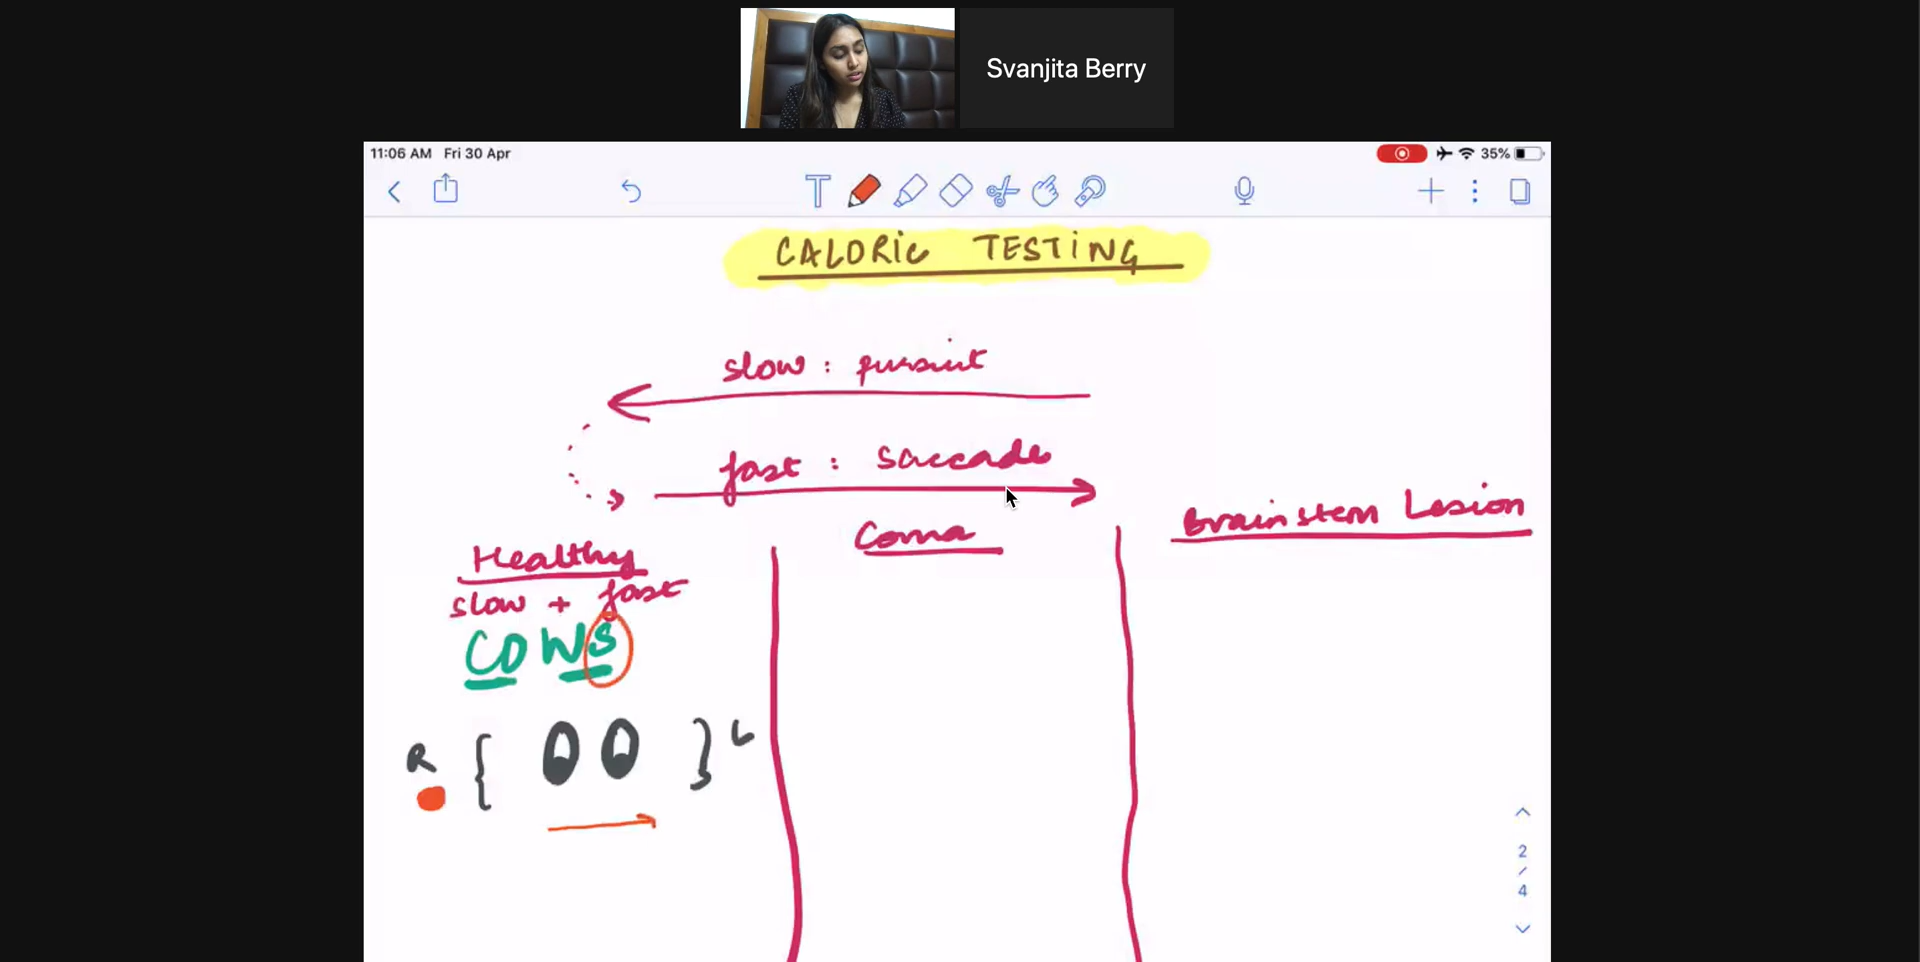 Svanjita Berry
11:06 AM Fri 30 Apr
35%
T
CALORIC TESTING
slow : pursuit
fast : saccade
Healthy
slow + fast
COWS
R { } L
Coma
Brainstem Lesion
2
/
4